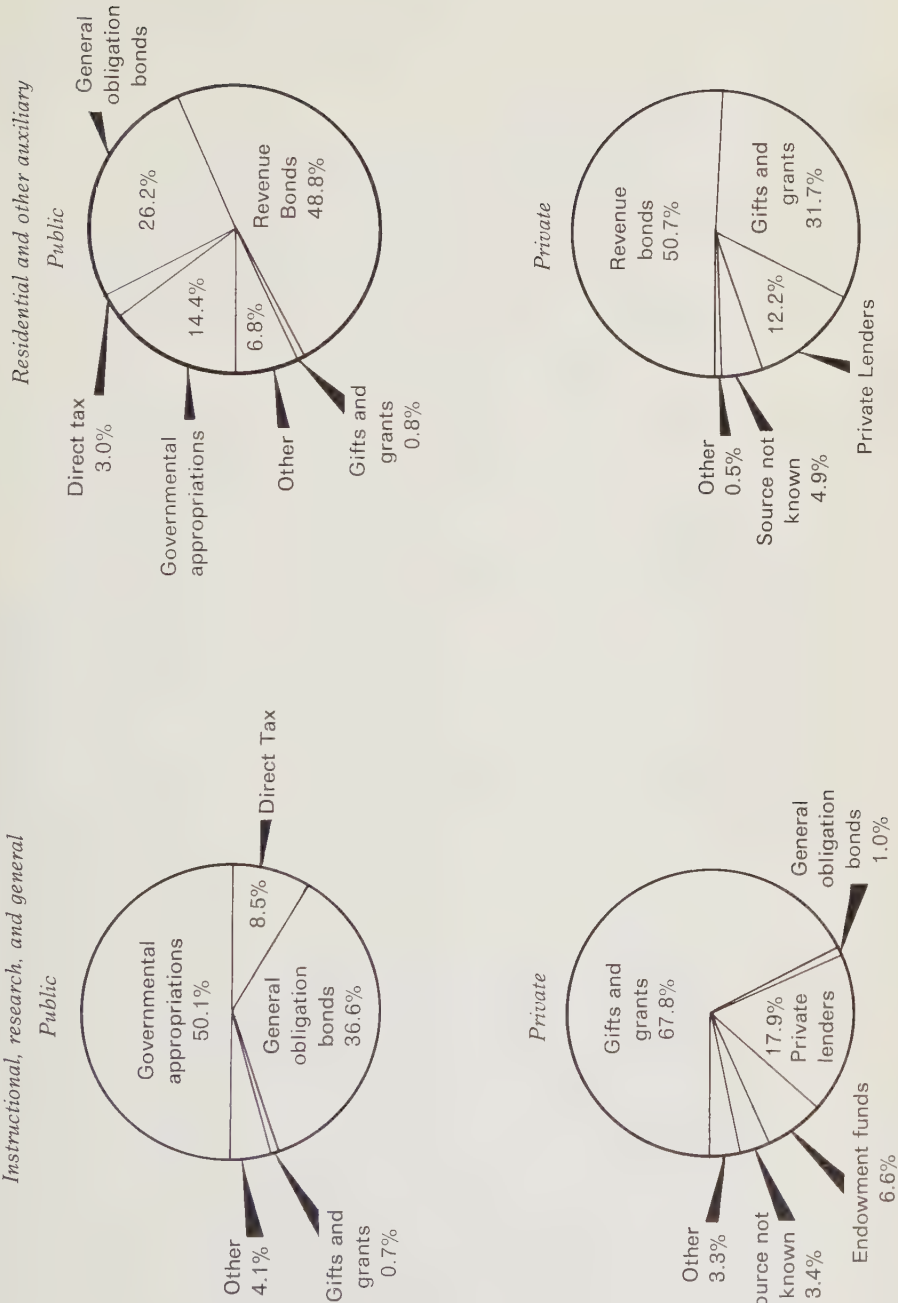 Instructional, research, and general
Public
Governmental
appropriations
50.1%
8.5%
Direct Tax
General
obligation
bonds
36.6%
Gifts and
grants
0.7%
Other
4.1%
Private
Gifts and
grants
67.8%
General
obligation
bonds
1.0%
17.9%
Private
lenders
Endowment funds
6.6%
ource not
known
3.4%
Other
3.3%
Residential and other auxiliary
Public
General
obligation
bonds
26.2%
Revenue
Bonds
48.8%
Gifts and
grants
0.8%
Other
6.8%
Governmental
appropriations
14.4%
Direct tax
3.0%
Private
Revenue
bonds
50.7%
Gifts and
grants
31.7%
12.2%
Private Lenders
Source not
known
4.9%
Other
0.5%